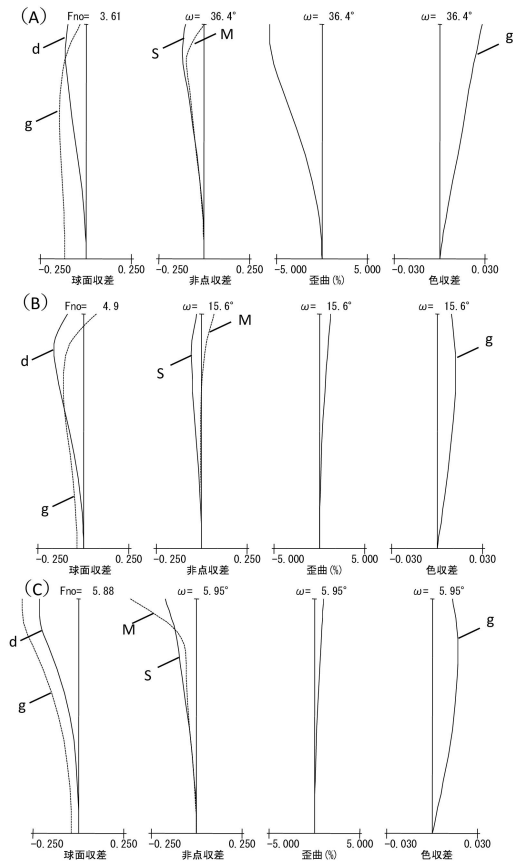 (A) Fno= 3.61 ω= 36.4° ω= 36.4° ω= 36.4°
d g S M g
-0.250 0.250 -0.250 0.250 -5.000 5.000 -0.030 0.030
球面収差 非点収差 歪曲(%) 色収差
(B) Fno= 4.9 ω= 15.6° ω= 15.6° ω= 15.6°
d g S M g
-0.250 0.250 -0.250 0.250 -5.000 5.000 -0.030 0.030
球面収差 非点収差 歪曲(%) 色収差
(C) Fno= 5.88 ω= 5.95° ω= 5.95° ω= 5.95°
d g M S g
-0.250 0.250 -0.250 0.250 -5.000 5.000 -0.030 0.030
球面収差 非点収差 歪曲(%) 色収差